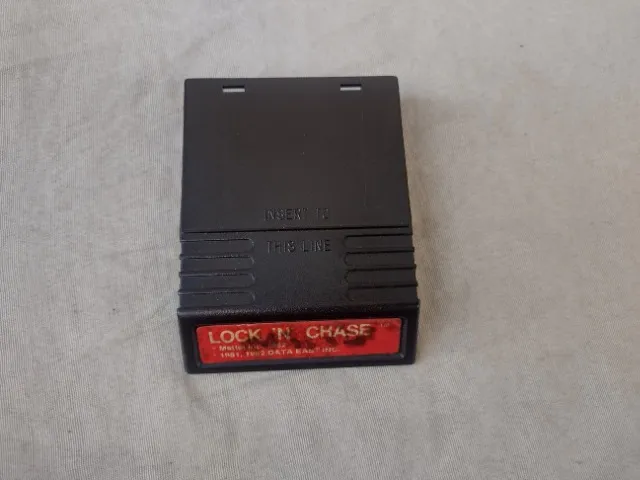 INSERT TO
THIS LINE
LOCK 'N' CHASE
1981, 1982 DATA EAST INC.